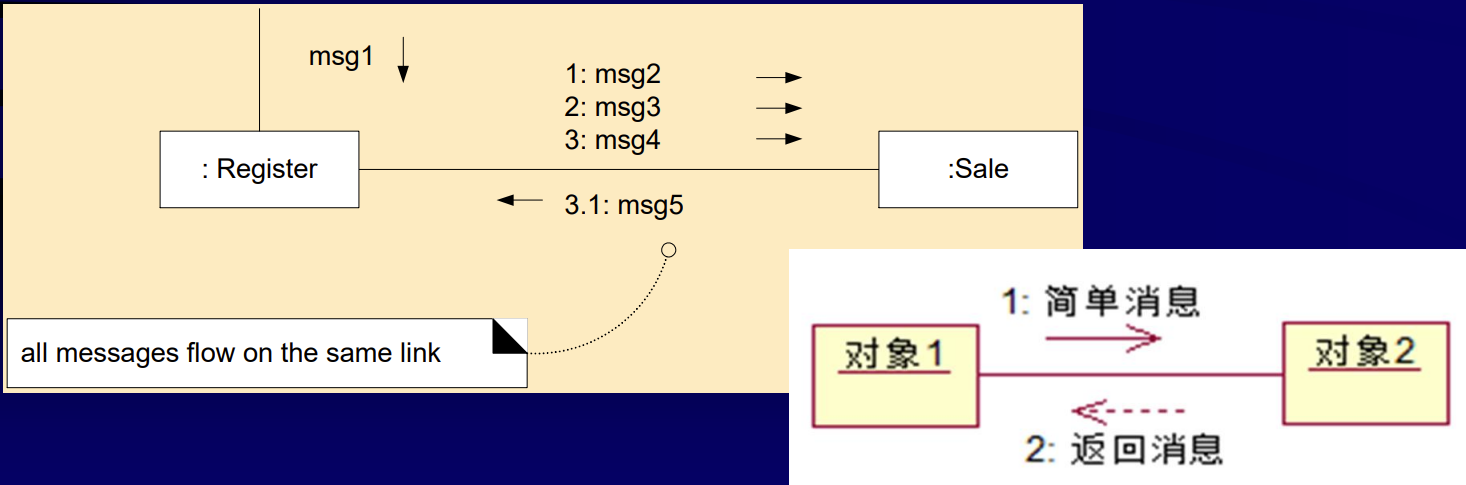 msg1
1: msg2
2: msg3
3: msg4
: Register
:Sale
3.1: msg5
all messages flow on the same link
1: 简单消息
对象1
对象2
2: 返回消息